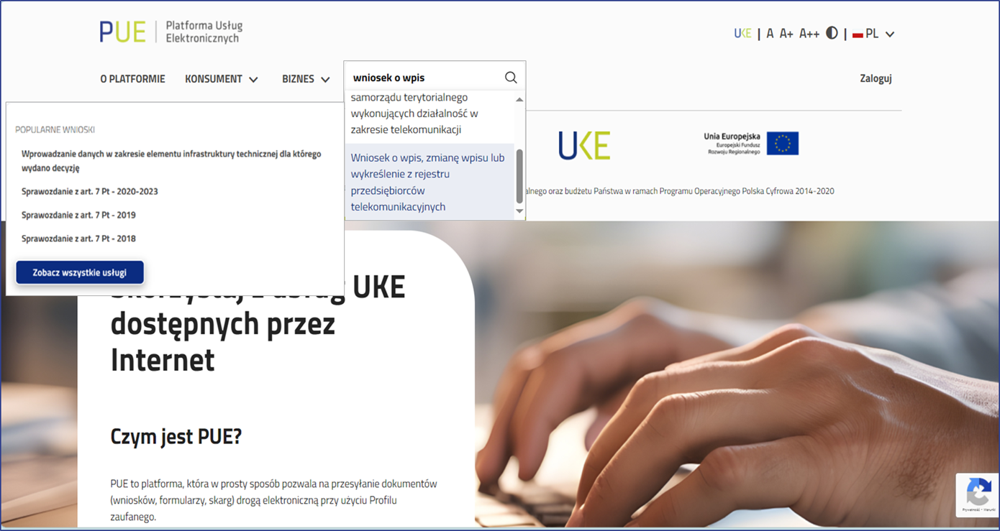 PUE
Platforma Usług
Elektronicznych
UKE | A A+ A++ | PL
O PLATFORMIE KONSUMENT BIZNES
wniosek o wpis
Zaloguj
samorządu terytorialnego
wykonujących działalność w
zakresie telekomunikacji
Wniosek o wpis, zmianę wpisu lub
wykreślenie z rejestru
przedsiębiorców
telekomunikacyjnych
POPULARNE WNIOSKI
Wprowadzanie danych w zakresie elementu infrastruktury technicznej dla którego
wydano decyzję
Sprawozdanie z art. 7 Pt - 2020-2023
Sprawozdanie z art. 7 Pt - 2019
Sprawozdanie z art. 7 Pt - 2018
Zobacz wszystkie usługi
UKE
Unia Europejska
Europejski Fundusz
Rozwoju Regionalnego
oraz budżetu Państwa w ramach Programu Operacyjnego Polska Cyfrowa 2014-2020
UKE
dostępnych przez
Internet
Czym jest PUE?
PUE to platforma, która w prosty sposób pozwala na przesyłanie dokumentów
(wniosków, formularzy, skarg) drogą elektroniczną przy użyciu Profilu
zaufanego.
Prywatność - Warunki